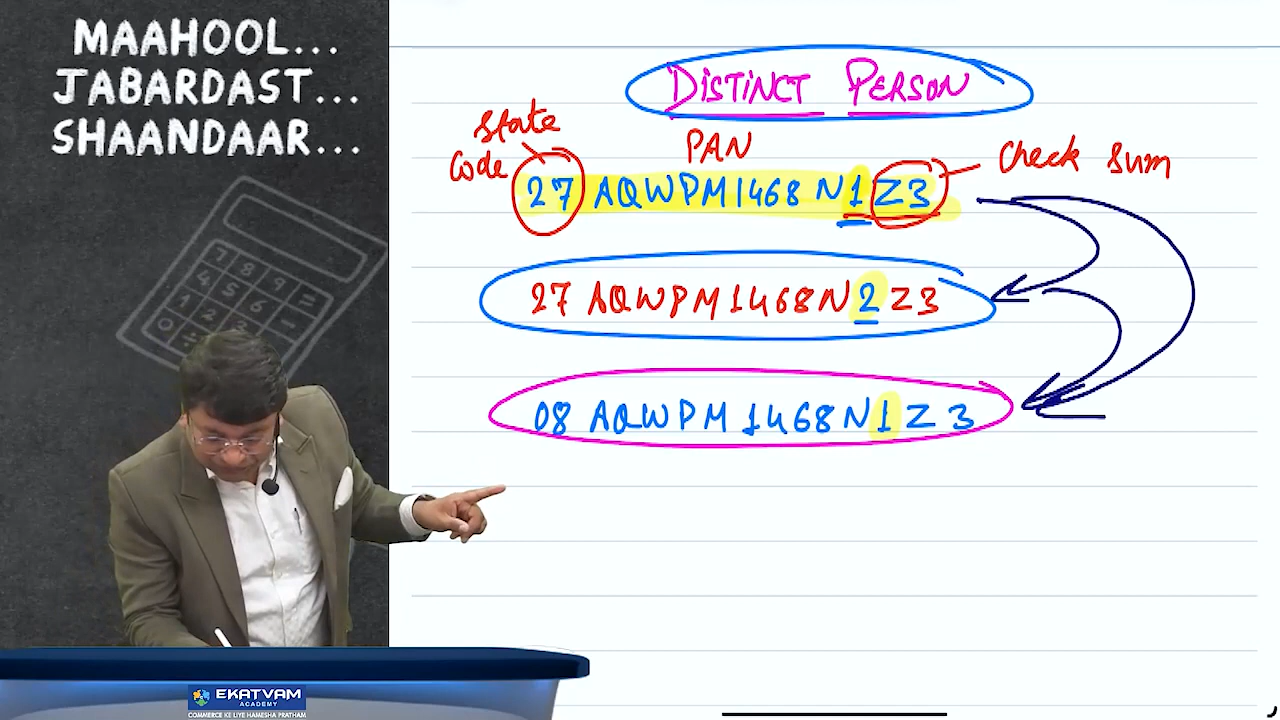 MAAHOOL...
JABARDAST...
SHAANDAAR...
DISTINCT PERSON
State Code
PAN
Check Sum
27 AQWPM1468N1Z3
27 AQWPM1468N2Z3
08 AQWPM1468N1Z3
EKATVAM
ACADEMY
COMMERCE KE LIYE HAMESHA PRATHAM